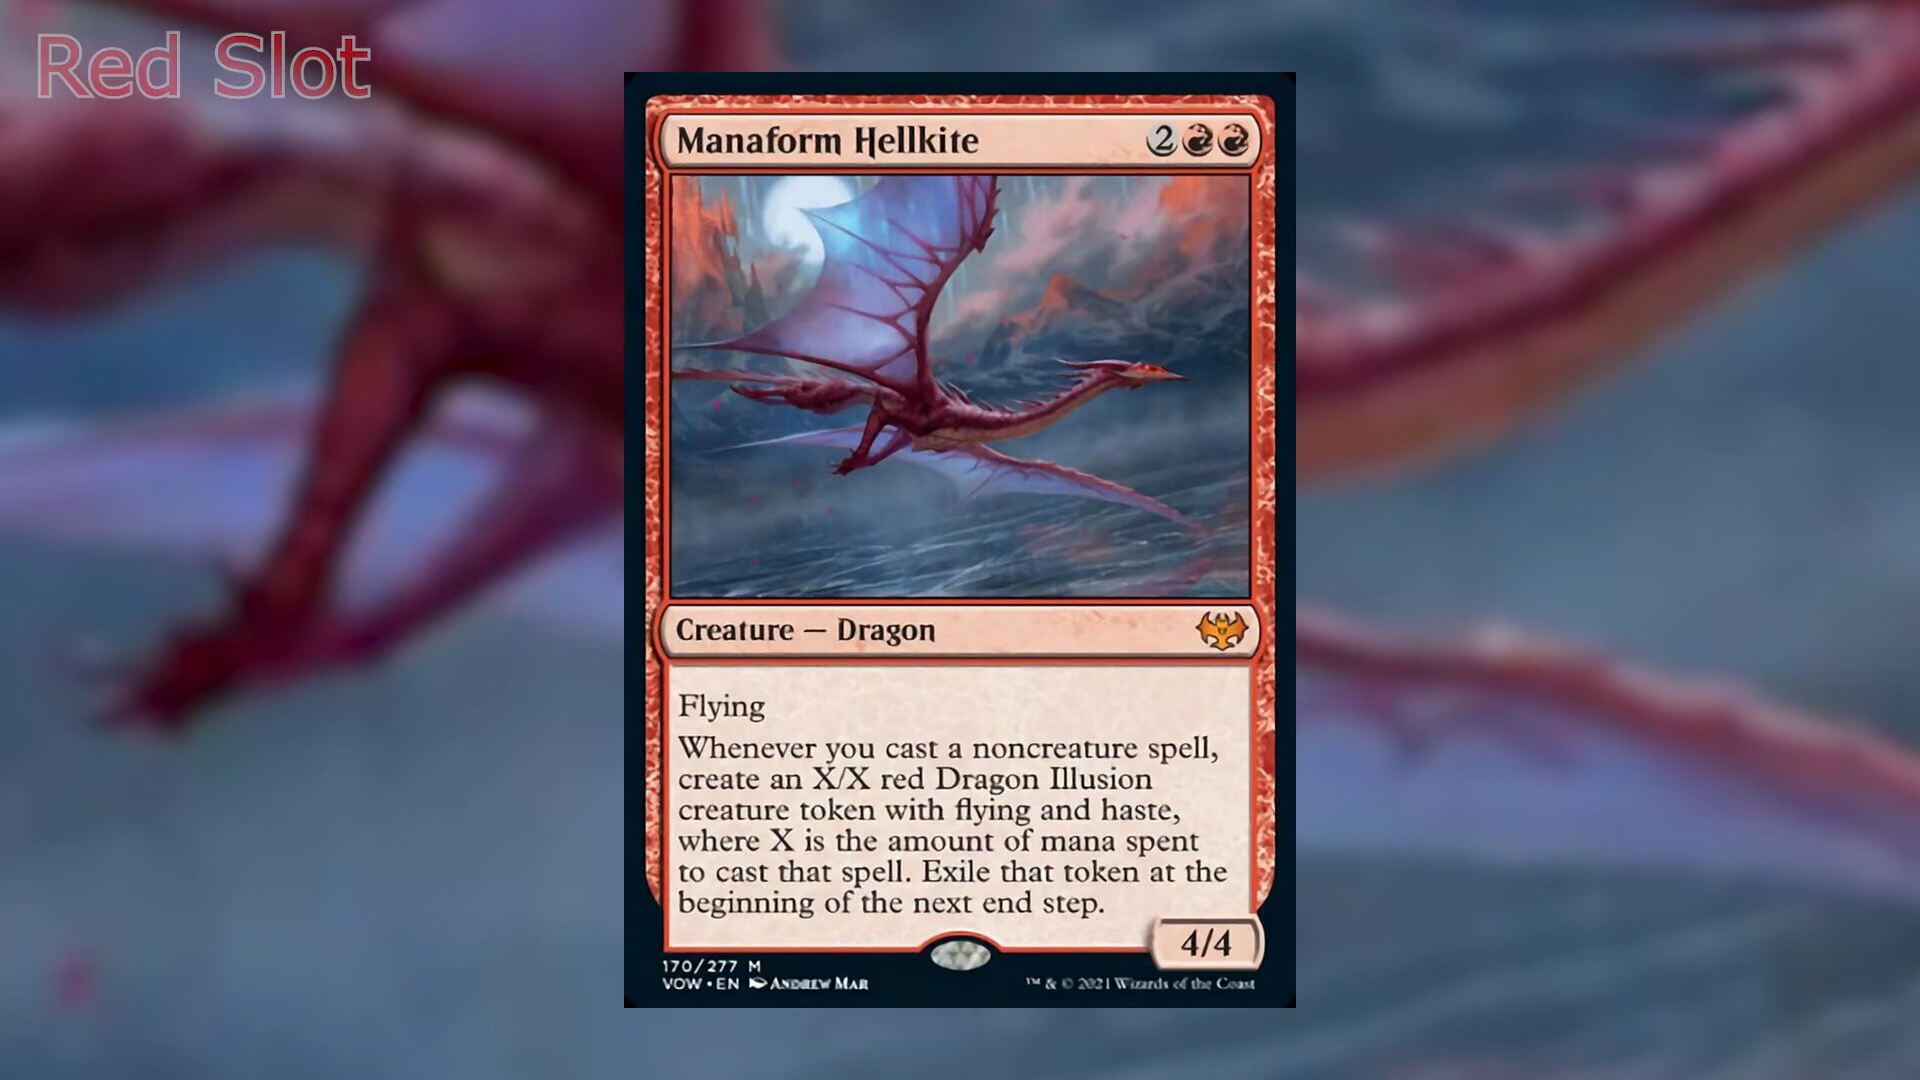 Red Slot
Manaform Hellkite 2
Creature — Dragon
Flying
Whenever you cast a noncreature spell,
create an X/X red Dragon Illusion
creature token with flying and haste,
where X is the amount of mana spent
to cast that spell. Exile that token at the
beginning of the next end step.
4/4
170/277 M
VOW • EN Andrew Mar
™ & © 2021 Wizards of the Coast